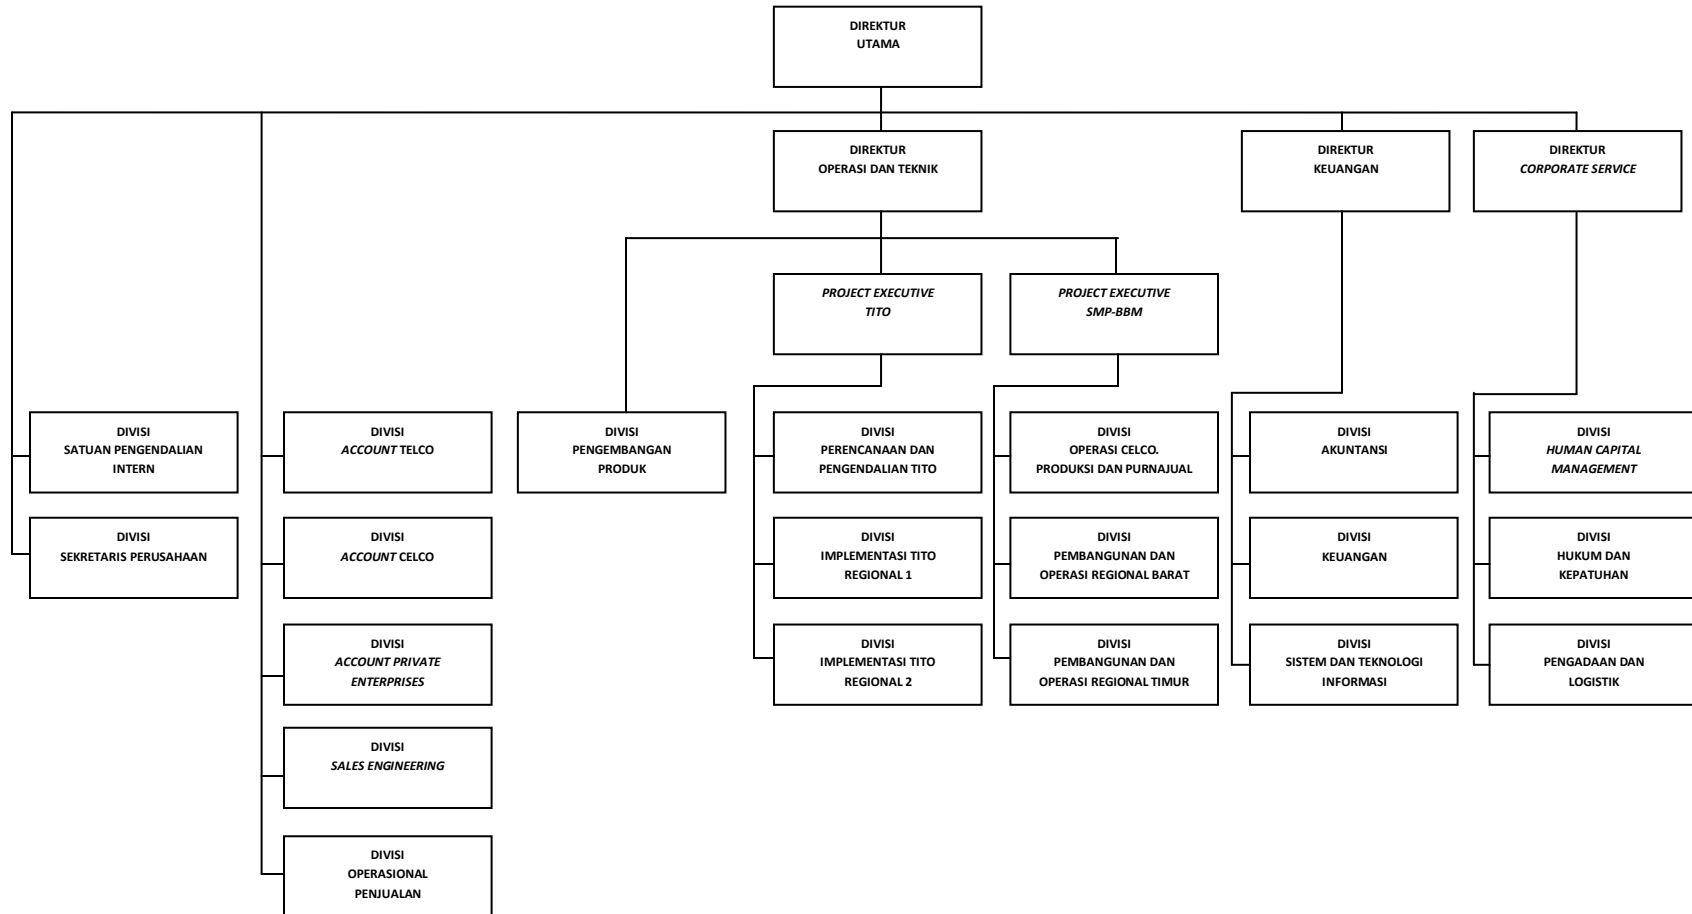 DIREKTUR
UTAMA
DIREKTUR
OPERASI DAN TEKNIK
DIREKTUR
KEUANGAN
DIREKTUR
CORPORATE SERVICE
PROJECT EXECUTIVE
TITO
PROJECT EXECUTIVE
SMP-BBM
DIVISI
SATUAN PENGENDALIAN
INTERN
DIVISI
ACCOUNT TELCO
DIVISI
PENGEMBANGAN
PRODUK
DIVISI
PERENCANAAN DAN
PENGENDALIAN TITO
DIVISI
OPERASI CELCO.
PRODUKSI DAN PURNAJUAL
DIVISI
AKUNTANSI
DIVISI
HUMAN CAPITAL
MANAGEMENT
DIVISI
SEKRETARIS PERUSAHAAN
DIVISI
ACCOUNT CELCO
DIVISI
IMPLEMENTASI TITO
REGIONAL 1
DIVISI
PEMBANGUNAN DAN
OPERASI REGIONAL BARAT
DIVISI
KEUANGAN
DIVISI
HUKUM DAN
KEPATUHAN
DIVISI
ACCOUNT PRIVATE
ENTERPRISES
DIVISI
IMPLEMENTASI TITO
REGIONAL 2
DIVISI
PEMBANGUNAN DAN
OPERASI REGIONAL TIMUR
DIVISI
SISTEM DAN TEKNOLOGI
INFORMASI
DIVISI
PENGADAAN DAN
LOGISTIK
DIVISI
SALES ENGINEERING
DIVISI
OPERASIONAL
PENJUALAN